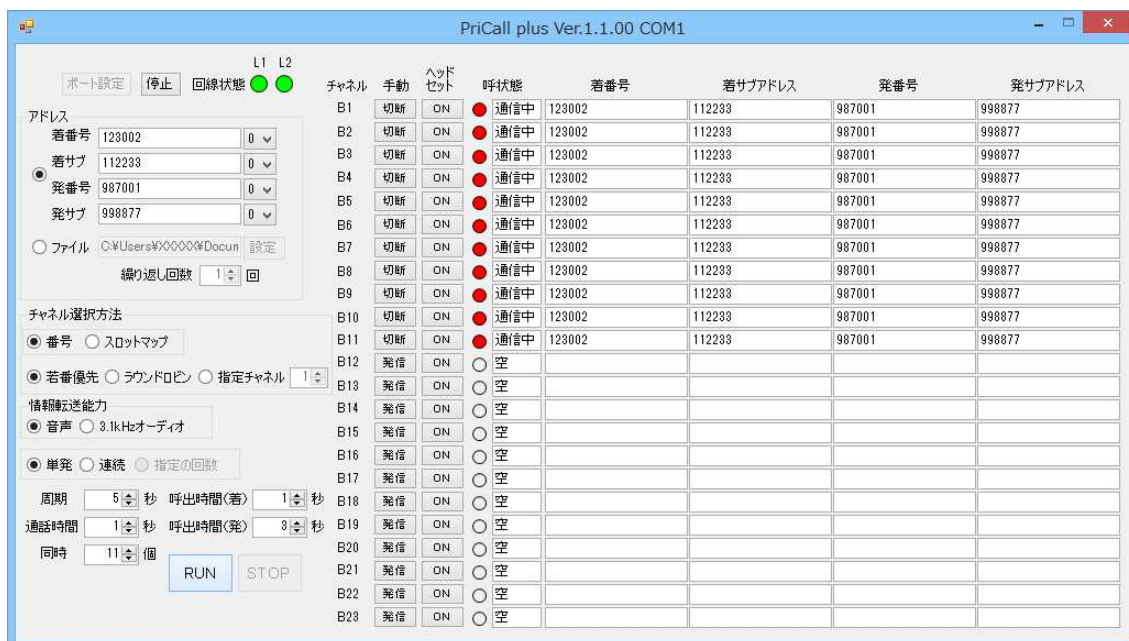 PriCall plus Ver.1.1.00 COM1
L1 L2
ポート設定 停止 回線状態
アドレス
着番号 123002 0
着サブ 112233 0
発番号 987001 0
発サブ 998877 0
ファイル C:¥Users¥XXXXX¥Docum 設定
繰り返し回数 1 回
チャネル選択方法
番号 スロットマップ
若番優先 ラウンドロビン 指定チャネル 1
情報転送能力
音声 3.1kHzオーディオ
単発 連続 指定の回数
周期 5 秒 呼出時間(着) 1 秒
通話時間 1 秒 呼出時間(発) 3 秒
同時 11 個
RUN STOP
チャネル 手動 ヘッドセット 呼状態 着番号 着サブアドレス 発番号 発サブアドレス
B1 切断 ON 通信中 123002 112233 987001 998877
B2 切断 ON 通信中 123002 112233 987001 998877
B3 切断 ON 通信中 123002 112233 987001 998877
B4 切断 ON 通信中 123002 112233 987001 998877
B5 切断 ON 通信中 123002 112233 987001 998877
B6 切断 ON 通信中 123002 112233 987001 998877
B7 切断 ON 通信中 123002 112233 987001 998877
B8 切断 ON 通信中 123002 112233 987001 998877
B9 切断 ON 通信中 123002 112233 987001 998877
B10 切断 ON 通信中 123002 112233 987001 998877
B11 切断 ON 通信中 123002 112233 987001 998877
B12 発信 ON 空
B13 発信 ON 空
B14 発信 ON 空
B15 発信 ON 空
B16 発信 ON 空
B17 発信 ON 空
B18 発信 ON 空
B19 発信 ON 空
B20 発信 ON 空
B21 発信 ON 空
B22 発信 ON 空
B23 発信 ON 空